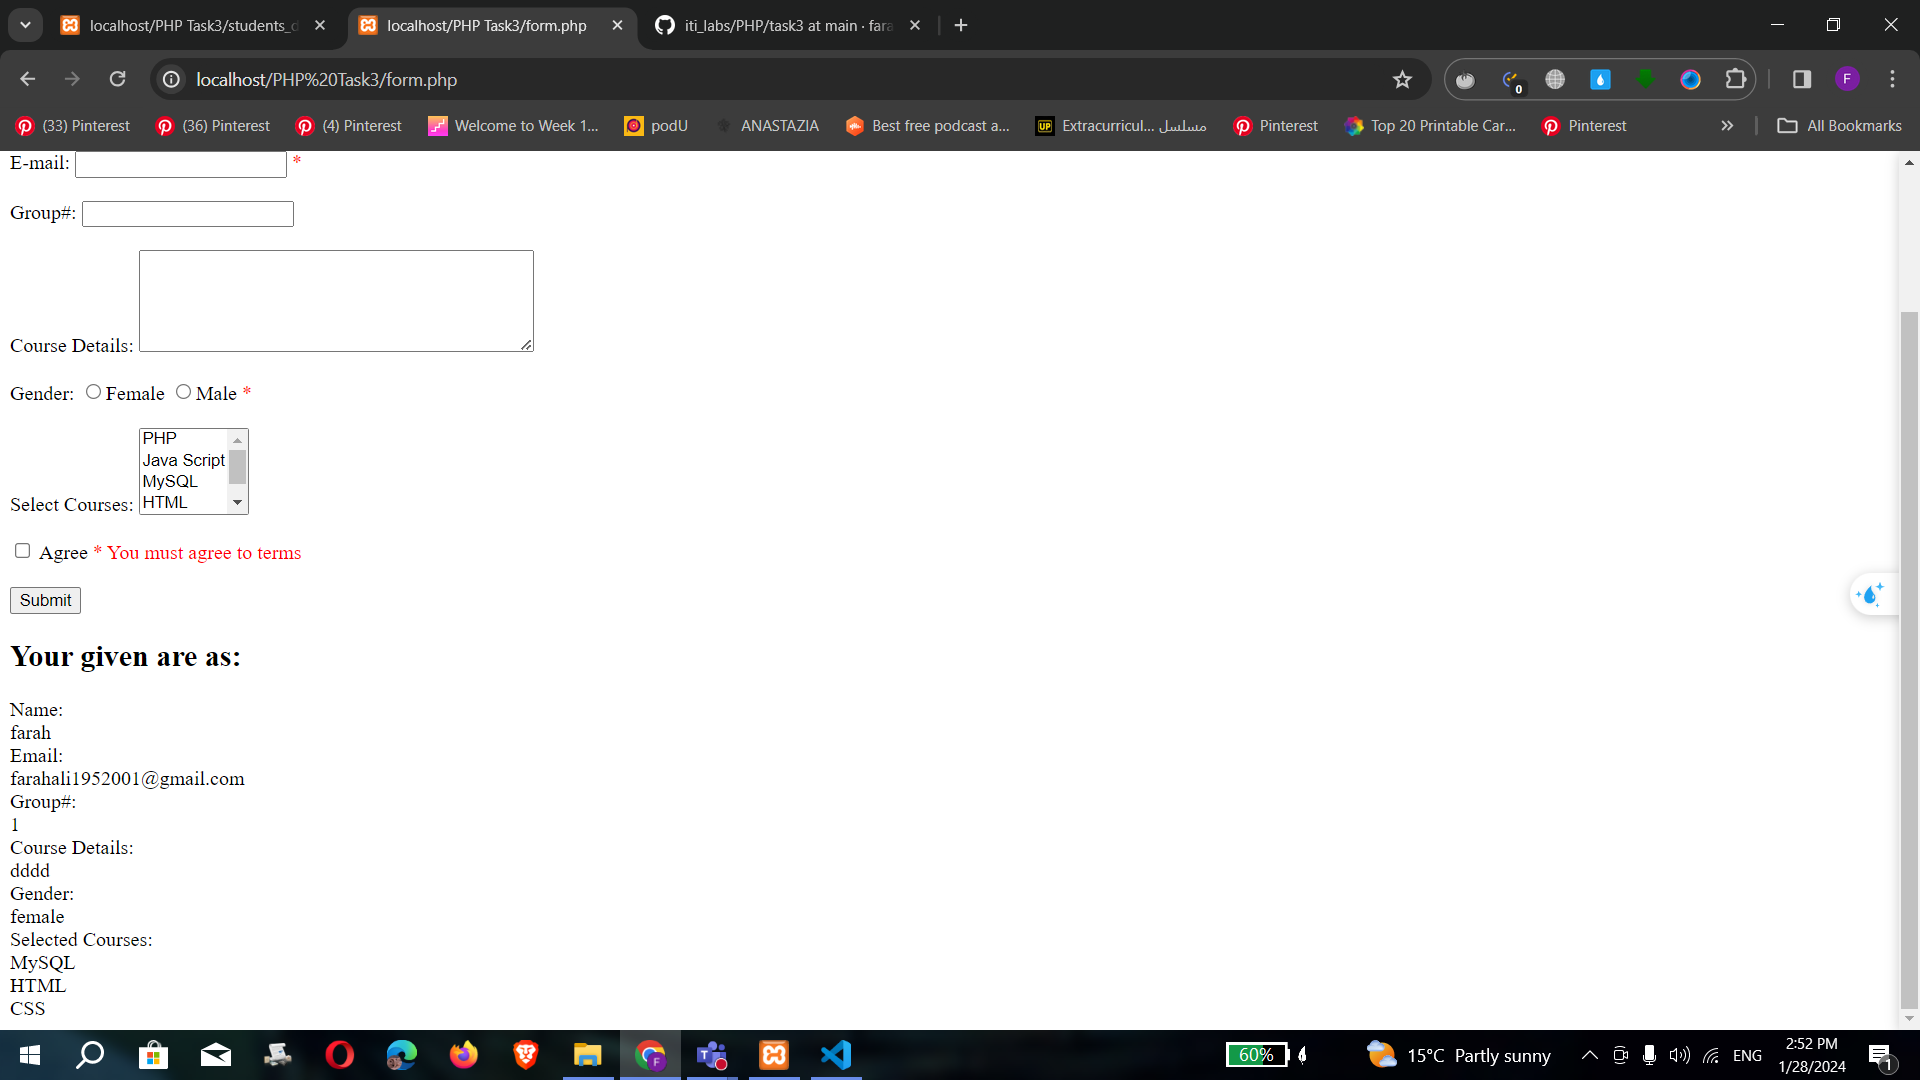 localhost/PHP Task3/students_d
localhost/PHP Task3/form.php
iti_labs/PHP/task3 at main · fara
localhost/PHP%20Task3/form.php
0
F
(33) Pinterest
(36) Pinterest
(4) Pinterest
Welcome to Week 1...
podU
ANASTAZIA
Best free podcast a...
UP
Extracurricul... مسلسل
Pinterest
Top 20 Printable Car...
Pinterest
All Bookmarks
E-mail: *
Group#:
Course Details:
Gender: Female Male *
PHP
Java Script
MySQL
HTML
Select Courses:
Agree * You must agree to terms
Submit
Your given are as:
Name:
farah
Email:
farahali1952001@gmail.com
Group#:
1
Course Details:
dddd
Gender:
female
Selected Courses:
MySQL
HTML
CSS
F
60%
15°C Partly sunny
ENG
2:52 PM
1/28/2024
1